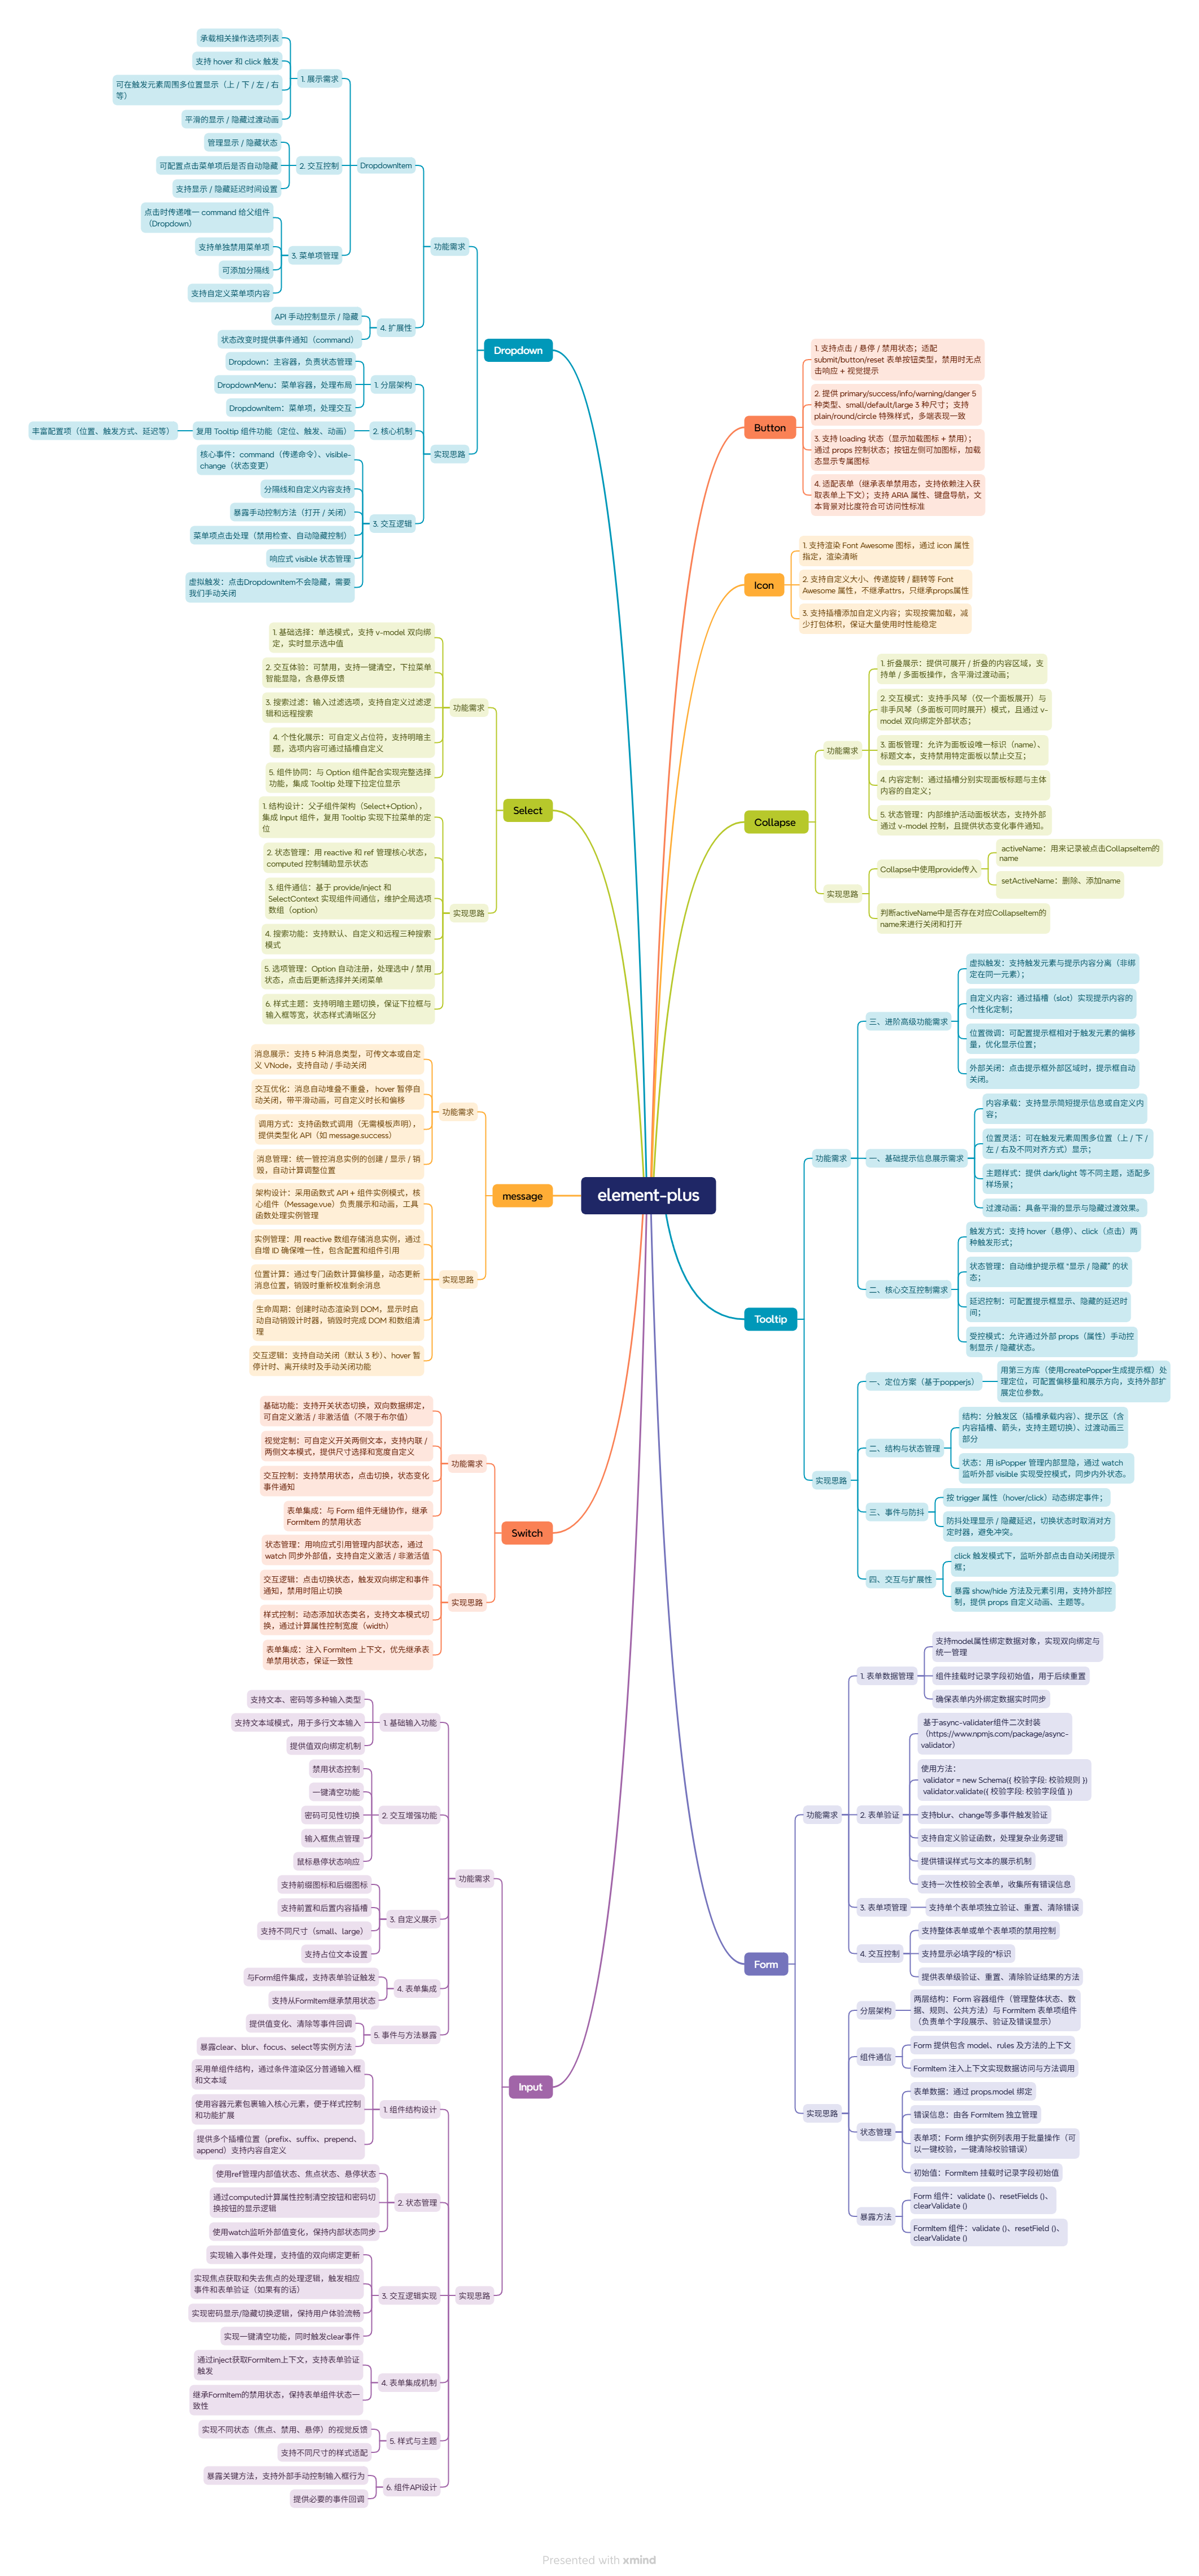 element-plus
Button
1. 支持点击 / 悬停 / 禁用状态；适配
submit/button/reset 表单按钮类型，禁用时无点
击响应 + 视觉提示
2. 提供 primary/success/info/warning/danger 5
种类型、small/default/large 3 种尺寸；支持
plain/round/circle 特殊样式，多端表现一致
3. 支持 loading 状态（显示加载图标 + 禁用）；
通过 props 控制状态；按钮左侧可加图标，加载
态显示专属图标
4. 适配表单（继承表单禁用态，支持依赖注入获
取表单上下文）；支持 ARIA 属性、键盘导航，文
本背景对比度符合可访问性标准
Icon
1. 支持渲染 Font Awesome 图标，通过 icon 属性
指定，渲染清晰
2. 支持自定义大小、传递旋转 / 翻转等 Font
Awesome 属性，不继承attrs，只继承props属性
3. 支持插槽添加自定义内容；实现按需加载，减
少打包体积，保证大量使用时性能稳定
Collapse
功能需求
1. 折叠展示：提供可展开 / 折叠的内容区域，支
持单 / 多面板操作，含平滑过渡动画；
2. 交互模式：支持手风琴（仅一个面板展开）与
非手风琴（多面板可同时展开）模式，且通过 v-
model 双向绑定外部状态；
3. 面板管理：允许为面板设唯一标识（name）、
标题文本，支持禁用特定面板以禁止交互；
4. 内容定制：通过插槽分别实现面板标题与主体
内容的自定义；
5. 状态管理：内部维护活动面板状态，支持外部
通过 v-model 控制，且提供状态变化事件通知。
实现思路
Collapse中使用provide传入
activeName：用来记录被点击CollapseItem的
name
setActiveName：删除、添加name
判断activeName中是否存在对应CollapseItem的
name来进行关闭和打开
Tooltip
功能需求
三、进阶高级功能需求
虚拟触发：支持触发元素与提示内容分离（非绑
定在同一元素）；
自定义内容：通过插槽（slot）实现提示内容的
个性化定制；
位置微调：可配置提示框相对于触发元素的偏移
量，优化显示位置；
外部关闭：点击提示框外部区域时，提示框自动
关闭。
一、基础提示信息展示需求
内容承载：支持显示简短提示信息或自定义内
容；
位置灵活：可在触发元素周围多位置（上 / 下 /
左 / 右及不同对齐方式）显示；
主题样式：提供 dark/light 等不同主题，适配多
样场景；
过渡动画：具备平滑的显示与隐藏过渡效果。
二、核心交互控制需求
触发方式：支持 hover（悬停）、click（点击）两
种触发形式；
状态管理：自动维护提示框 “显示 / 隐藏” 的状
态；
延迟控制：可配置提示框显示、隐藏的延迟时
间；
受控模式：允许通过外部 props（属性）手动控
制显示 / 隐藏状态。
实现思路
一、定位方案（基于popperjs）
用第三方库（使用createPopper生成提示框）处
理定位，可配置偏移量和展示方向，支持外部扩
展定位参数。
二、结构与状态管理
结构：分触发区（插槽承载内容）、提示区（含
内容插槽、箭头，支持主题切换）、过渡动画三
部分
状态：用 isPopper 管理内部显隐，通过 watch
监听外部 visible 实现受控模式，同步内外状态。
三、事件与防抖
按 trigger 属性（hover/click）动态绑定事件；
防抖处理显示 / 隐藏延迟，切换状态时取消对方
定时器，避免冲突。
四、交互与扩展性
click 触发模式下，监听外部点击自动关闭提示
框；
暴露 show/hide 方法及元素引用，支持外部控
制，提供 props 自定义动画、主题等。
Form
功能需求
1. 表单数据管理
支持model属性绑定数据对象，实现双向绑定与
统一管理
组件挂载时记录字段初始值，用于后续重置
确保表单内外绑定数据实时同步
2. 表单验证
基于async-validater组件二次封装
（https://www.npmjs.com/package/async-
validator）
使用方法：
validator = new Schema({ 校验字段: 校验规则 })
validator.validate({ 校验字段: 校验字段值 })
支持blur、change等多事件触发验证
支持自定义验证函数，处理复杂业务逻辑
提供错误样式与文本的展示机制
支持一次性校验全表单，收集所有错误信息
3. 表单项管理
支持单个表单项独立验证、重置、清除错误
4. 交互控制
支持整体表单或单个表单项的禁用控制
支持显示必填字段的*标识
提供表单级验证、重置、清除验证结果的方法
实现思路
分层架构
两层结构：Form 容器组件（管理整体状态、数
据、规则、公共方法）与 FormItem 表单项组件
（负责单个字段展示、验证及错误显示）
组件通信
Form 提供包含 model、rules 及方法的上下文
FormItem 注入上下文实现数据访问与方法调用
状态管理
表单数据：通过 props.model 绑定
错误信息：由各 FormItem 独立管理
表单项：Form 维护实例列表用于批量操作（可
以一键校验，一键清除校验错误）
初始值：FormItem 挂载时记录字段初始值
暴露方法
Form 组件：validate ()、resetFields ()、
clearValidate ()
FormItem 组件：validate ()、resetField ()、
clearValidate ()
Dropdown
功能需求
DropdownItem
1. 展示需求
承载相关操作选项列表
支持 hover 和 click 触发
可在触发元素周围多位置显示（上 / 下 / 左 / 右
等）
平滑的显示 / 隐藏过渡动画
2. 交互控制
管理显示 / 隐藏状态
可配置点击菜单项后是否自动隐藏
支持显示 / 隐藏延迟时间设置
3. 菜单项管理
点击时传递唯一 command 给父组件
（Dropdown）
支持单独禁用菜单项
可添加分隔线
支持自定义菜单项内容
4. 扩展性
API 手动控制显示 / 隐藏
状态改变时提供事件通知（command）
实现思路
1. 分层架构
Dropdown：主容器，负责状态管理
DropdownMenu：菜单容器，处理布局
DropdownItem：菜单项，处理交互
2. 核心机制
复用 Tooltip 组件功能（定位、触发、动画）
丰富配置项（位置、触发方式、延迟等）
3. 交互逻辑
核心事件：command（传递命令）、visible-
change（状态变更）
分隔线和自定义内容支持
暴露手动控制方法（打开 / 关闭）
菜单项点击处理（禁用检查、自动隐藏控制）
响应式 visible 状态管理
虚拟触发：点击DropdownItem不会隐藏，需要
我们手动关闭
Select
功能需求
1. 基础选择：单选模式，支持 v-model 双向绑
定，实时显示选中值
2. 交互体验：可禁用，支持一键清空，下拉菜单
智能显隐，含悬停反馈
3. 搜索过滤：输入过滤选项，支持自定义过滤逻
辑和远程搜索
4. 个性化展示：可自定义占位符，支持明暗主
题，选项内容可通过插槽自定义
5. 组件协同：与 Option 组件配合实现完整选择
功能，集成 Tooltip 处理下拉定位显示
实现思路
1. 结构设计：父子组件架构（Select+Option），
集成 Input 组件，复用 Tooltip 实现下拉菜单的定
位
2. 状态管理：用 reactive 和 ref 管理核心状态，
computed 控制辅助显示状态
3. 组件通信：基于 provide/inject 和
SelectContext 实现组件间通信，维护全局选项
数组（option）
4. 搜索功能：支持默认、自定义和远程三种搜索
模式
5. 选项管理：Option 自动注册，处理选中 / 禁用
状态，点击后更新选择并关闭菜单
6. 样式主题：支持明暗主题切换，保证下拉框与
输入框等宽，状态样式清晰区分
message
功能需求
消息展示：支持 5 种消息类型，可传文本或自定
义 VNode，支持自动 / 手动关闭
交互优化：消息自动堆叠不重叠， hover 暂停自
动关闭，带平滑动画，可自定义时长和偏移
调用方式：支持函数式调用（无需模板声明），
提供类型化 API（如 message.success）
消息管理：统一管控消息实例的创建 / 显示 / 销
毁，自动计算调整位置
实现思路
架构设计：采用函数式 API + 组件实例模式，核
心组件（Message.vue）负责展示和动画，工具
函数处理实例管理
实例管理：用 reactive 数组存储消息实例，通过
自增 ID 确保唯一性，包含配置和组件引用
位置计算：通过专门函数计算偏移量，动态更新
消息位置，销毁时重新校准剩余消息
生命周期：创建时动态渲染到 DOM，显示时启
动自动销毁计时器，销毁时完成 DOM 和数组清
理
交互逻辑：支持自动关闭（默认 3 秒）、hover 暂
停计时、离开续时及手动关闭功能
Switch
功能需求
基础功能：支持开关状态切换，双向数据绑定，
可自定义激活 / 非激活值（不限于布尔值）
视觉定制：可自定义开关两侧文本，支持内联 /
两侧文本模式，提供尺寸选择和宽度自定义
交互控制：支持禁用状态，点击切换，状态变化
事件通知
表单集成：与 Form 组件无缝协作，继承
FormItem 的禁用状态
实现思路
状态管理：用响应式引用管理内部状态，通过
watch 同步外部值，支持自定义激活 / 非激活值
交互逻辑：点击切换状态，触发双向绑定和事件
通知，禁用时阻止切换
样式控制：动态添加状态类名，支持文本模式切
换，通过计算属性控制宽度（width）
表单集成：注入 FormItem 上下文，优先继承表
单禁用状态，保证一致性
Input
功能需求
1. 基础输入功能
支持文本、密码等多种输入类型
支持文本域模式，用于多行文本输入
提供值双向绑定机制
2. 交互增强功能
禁用状态控制
一键清空功能
密码可见性切换
输入框焦点管理
鼠标悬停状态响应
3. 自定义展示
支持前缀图标和后缀图标
支持前置和后置内容插槽
支持不同尺寸（small、large）
支持占位文本设置
4. 表单集成
与Form组件集成，支持表单验证触发
支持从FormItem继承禁用状态
5. 事件与方法暴露
提供值变化、清除等事件回调
暴露clear、blur、focus、select等实例方法
实现思路
1. 组件结构设计
采用单组件结构，通过条件渲染区分普通输入框
和文本域
使用容器元素包裹输入核心元素，便于样式控制
和功能扩展
提供多个插槽位置（prefix、suffix、prepend、
append）支持内容自定义
2. 状态管理
使用ref管理内部值状态、焦点状态、悬停状态
通过computed计算属性控制清空按钮和密码切
换按钮的显示逻辑
使用watch监听外部值变化，保持内部状态同步
3. 交互逻辑实现
实现输入事件处理，支持值的双向绑定更新
实现焦点获取和失去焦点的处理逻辑，触发相应
事件和表单验证（如果有的话）
实现密码显示/隐藏切换逻辑，保持用户体验流畅
实现一键清空功能，同时触发clear事件
4. 表单集成机制
通过inject获取FormItem上下文，支持表单验证
触发
继承FormItem的禁用状态，保持表单组件状态一
致性
5. 样式与主题
实现不同状态（焦点、禁用、悬停）的视觉反馈
支持不同尺寸的样式适配
6. 组件API设计
暴露关键方法，支持外部手动控制输入框行为
提供必要的事件回调
Presented with xmind